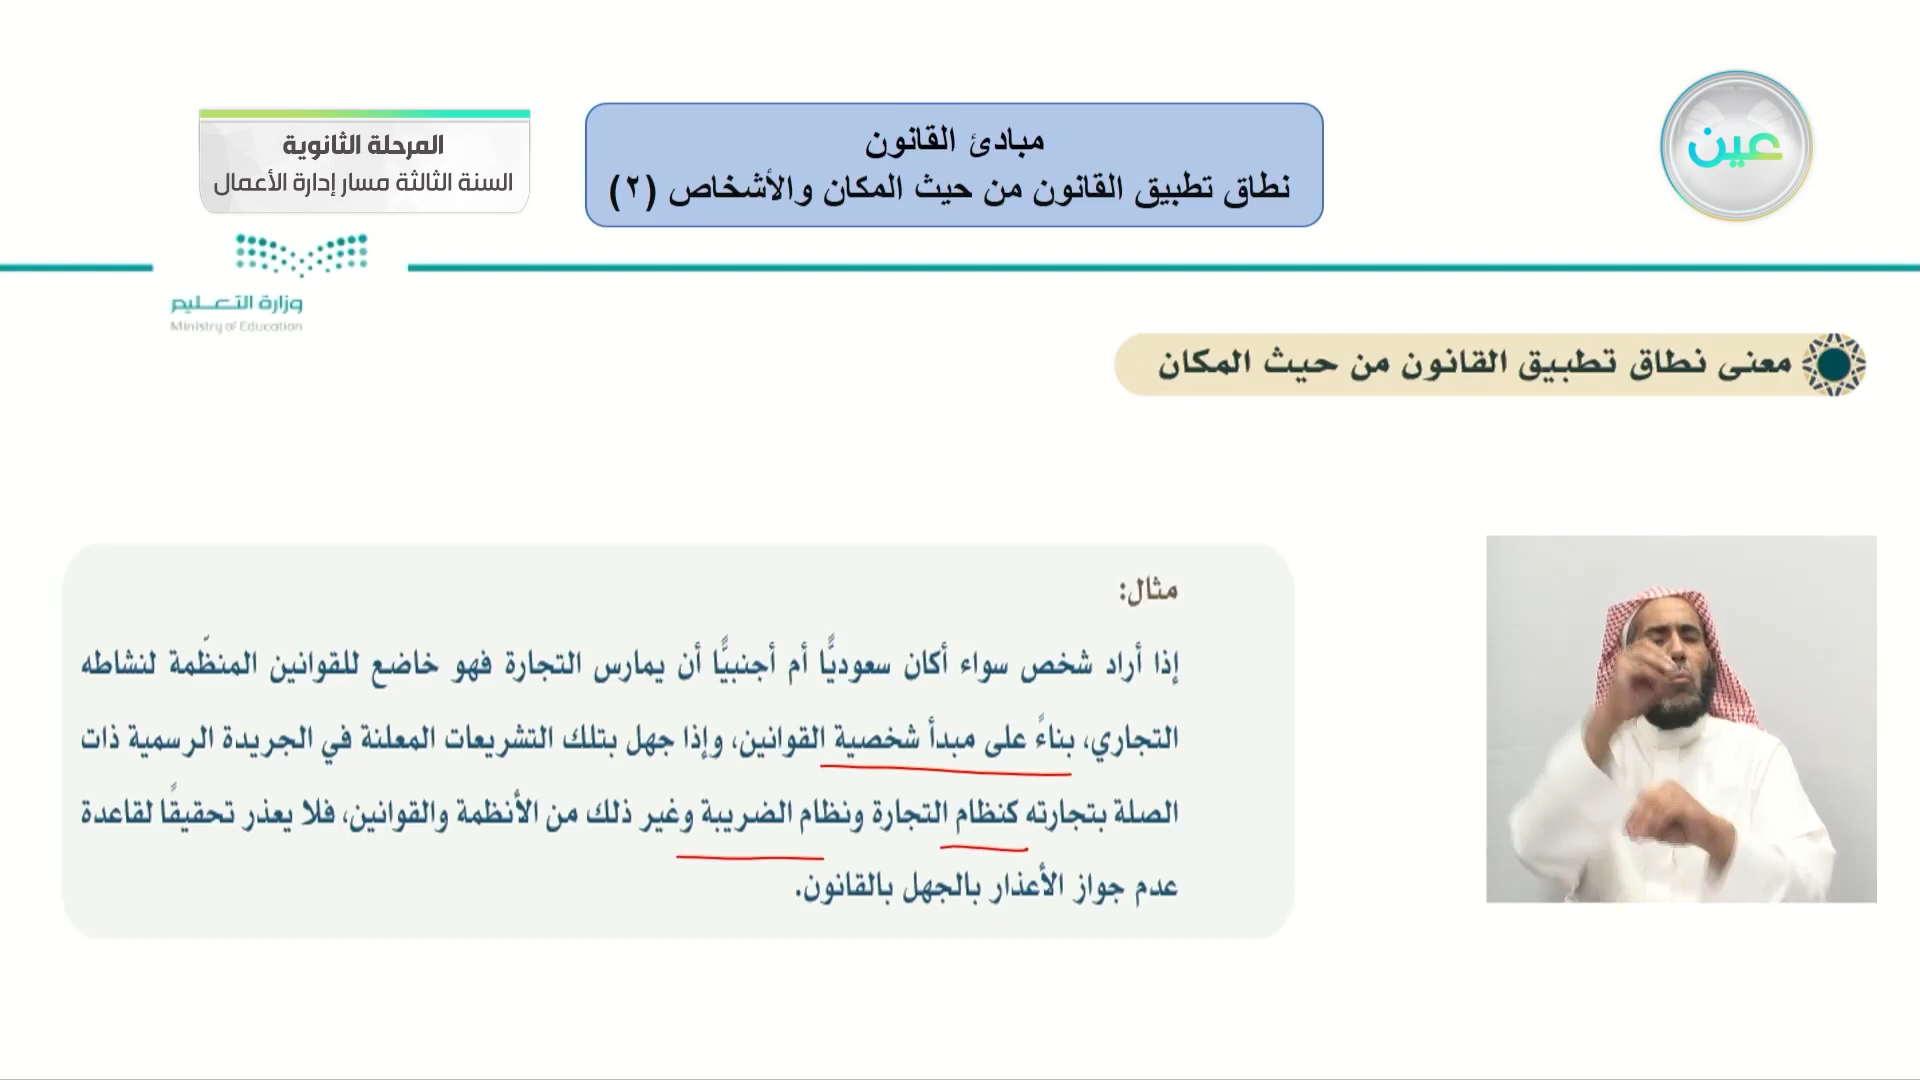 مبادئ القانون
نطاق تطبيق القانون من حيث المكان والأشخاص (٢)
عين
المرحلة الثانوية
السنة الثالثة مسار إدارة الأعمال
وزارة التعـــليم
Ministry of Education
معنى نطاق تطبيق القانون من حيث المكان
مثال:
إذا أراد شخص سواء أكان سعوديًّا أم أجنبيًّا أن يمارس التجارة فهو خاضع للقوانين المنظّمة لنشاطه
التجاري، بناءً على مبدأ شخصية القوانين، وإذا جهل بتلك التشريعات المعلنة في الجريدة الرسمية ذات
الصلة بتجارته كنظام التجارة ونظام الضريبة وغير ذلك من الأنظمة والقوانين، فلا يعذر تحقيقًا لقاعدة
عدم جواز الأعذار بالجهل بالقانون.